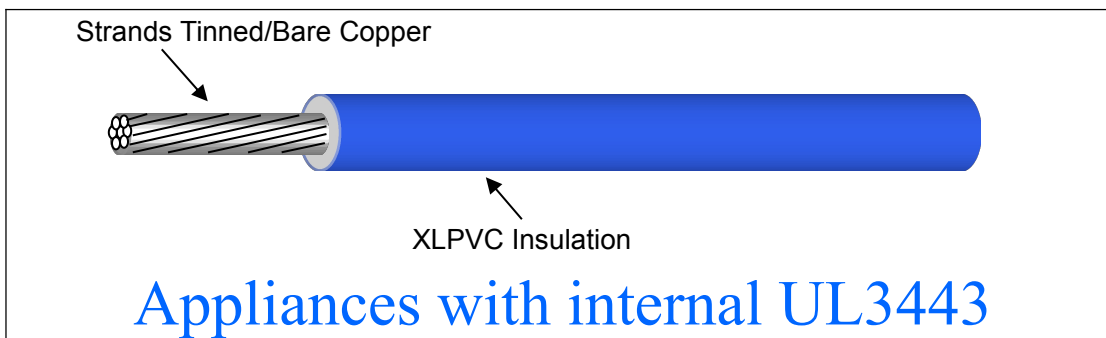 Strands Tinned/Bare Copper
XLPVC Insulation
Appliances with internal UL3443